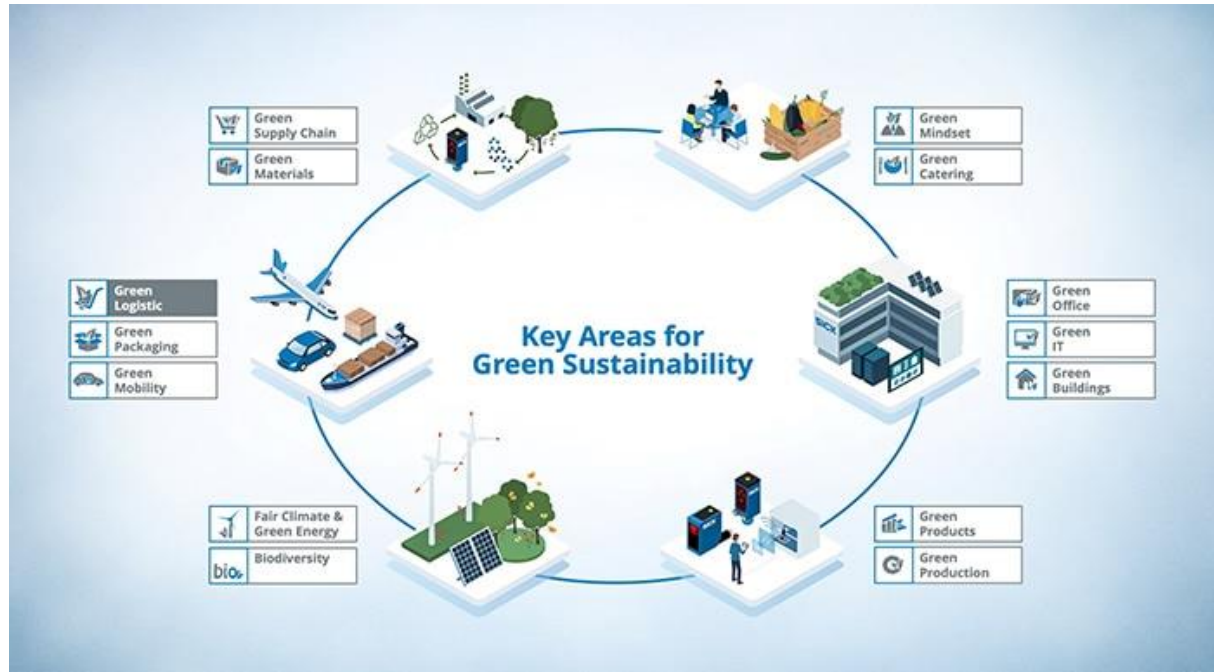 Green
Supply Chain
Green
Materials
Green
Mindset
Green
Catering
Green
Logistic
Green
Packaging
Green
Mobility
Key Areas for
Green Sustainability
SICK
Green
Office
Green
IT
Green
Buildings
Fair Climate &
Green Energy
bio
Biodiversity
SICK
Green
Products
Green
Production